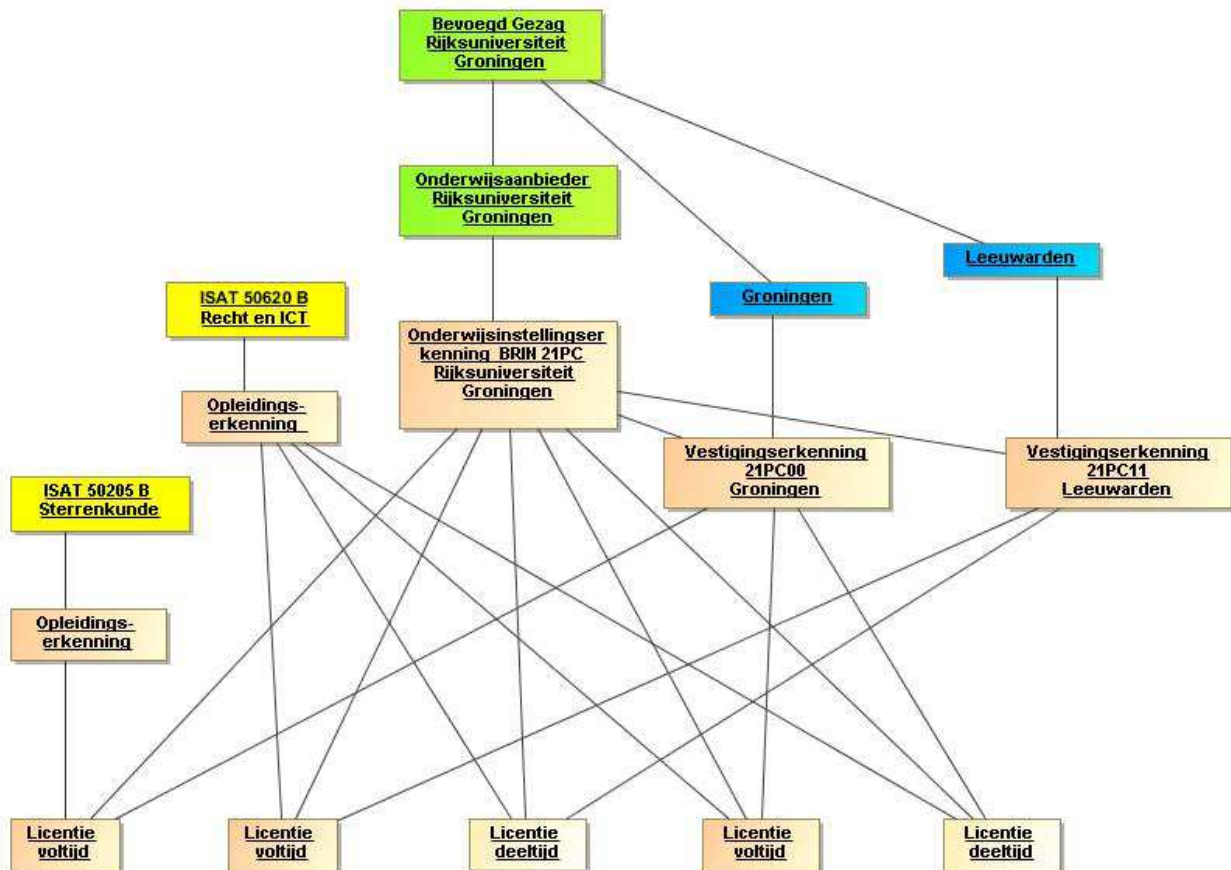 Bevoegd Gezag
Rijksuniversiteit
Groningen
Onderwijsaanbieder
Rijksuniversiteit
Groningen
Leeuwarden
Groningen
ISAT 50620 B
Recht en ICT
Onderwijsinstellingser
kenning BRIN 21PC
Rijksuniversiteit
Groningen
Opleidings-
erkenning
Vestigingserkenning
21PC00
Groningen
Vestigingserkenning
21PC11
Leeuwarden
ISAT 50205 B
Sterrenkunde
Opleidings-
erkenning
Licentie
voltijd
Licentie
voltijd
Licentie
deeltijd
Licentie
voltijd
Licentie
deeltijd